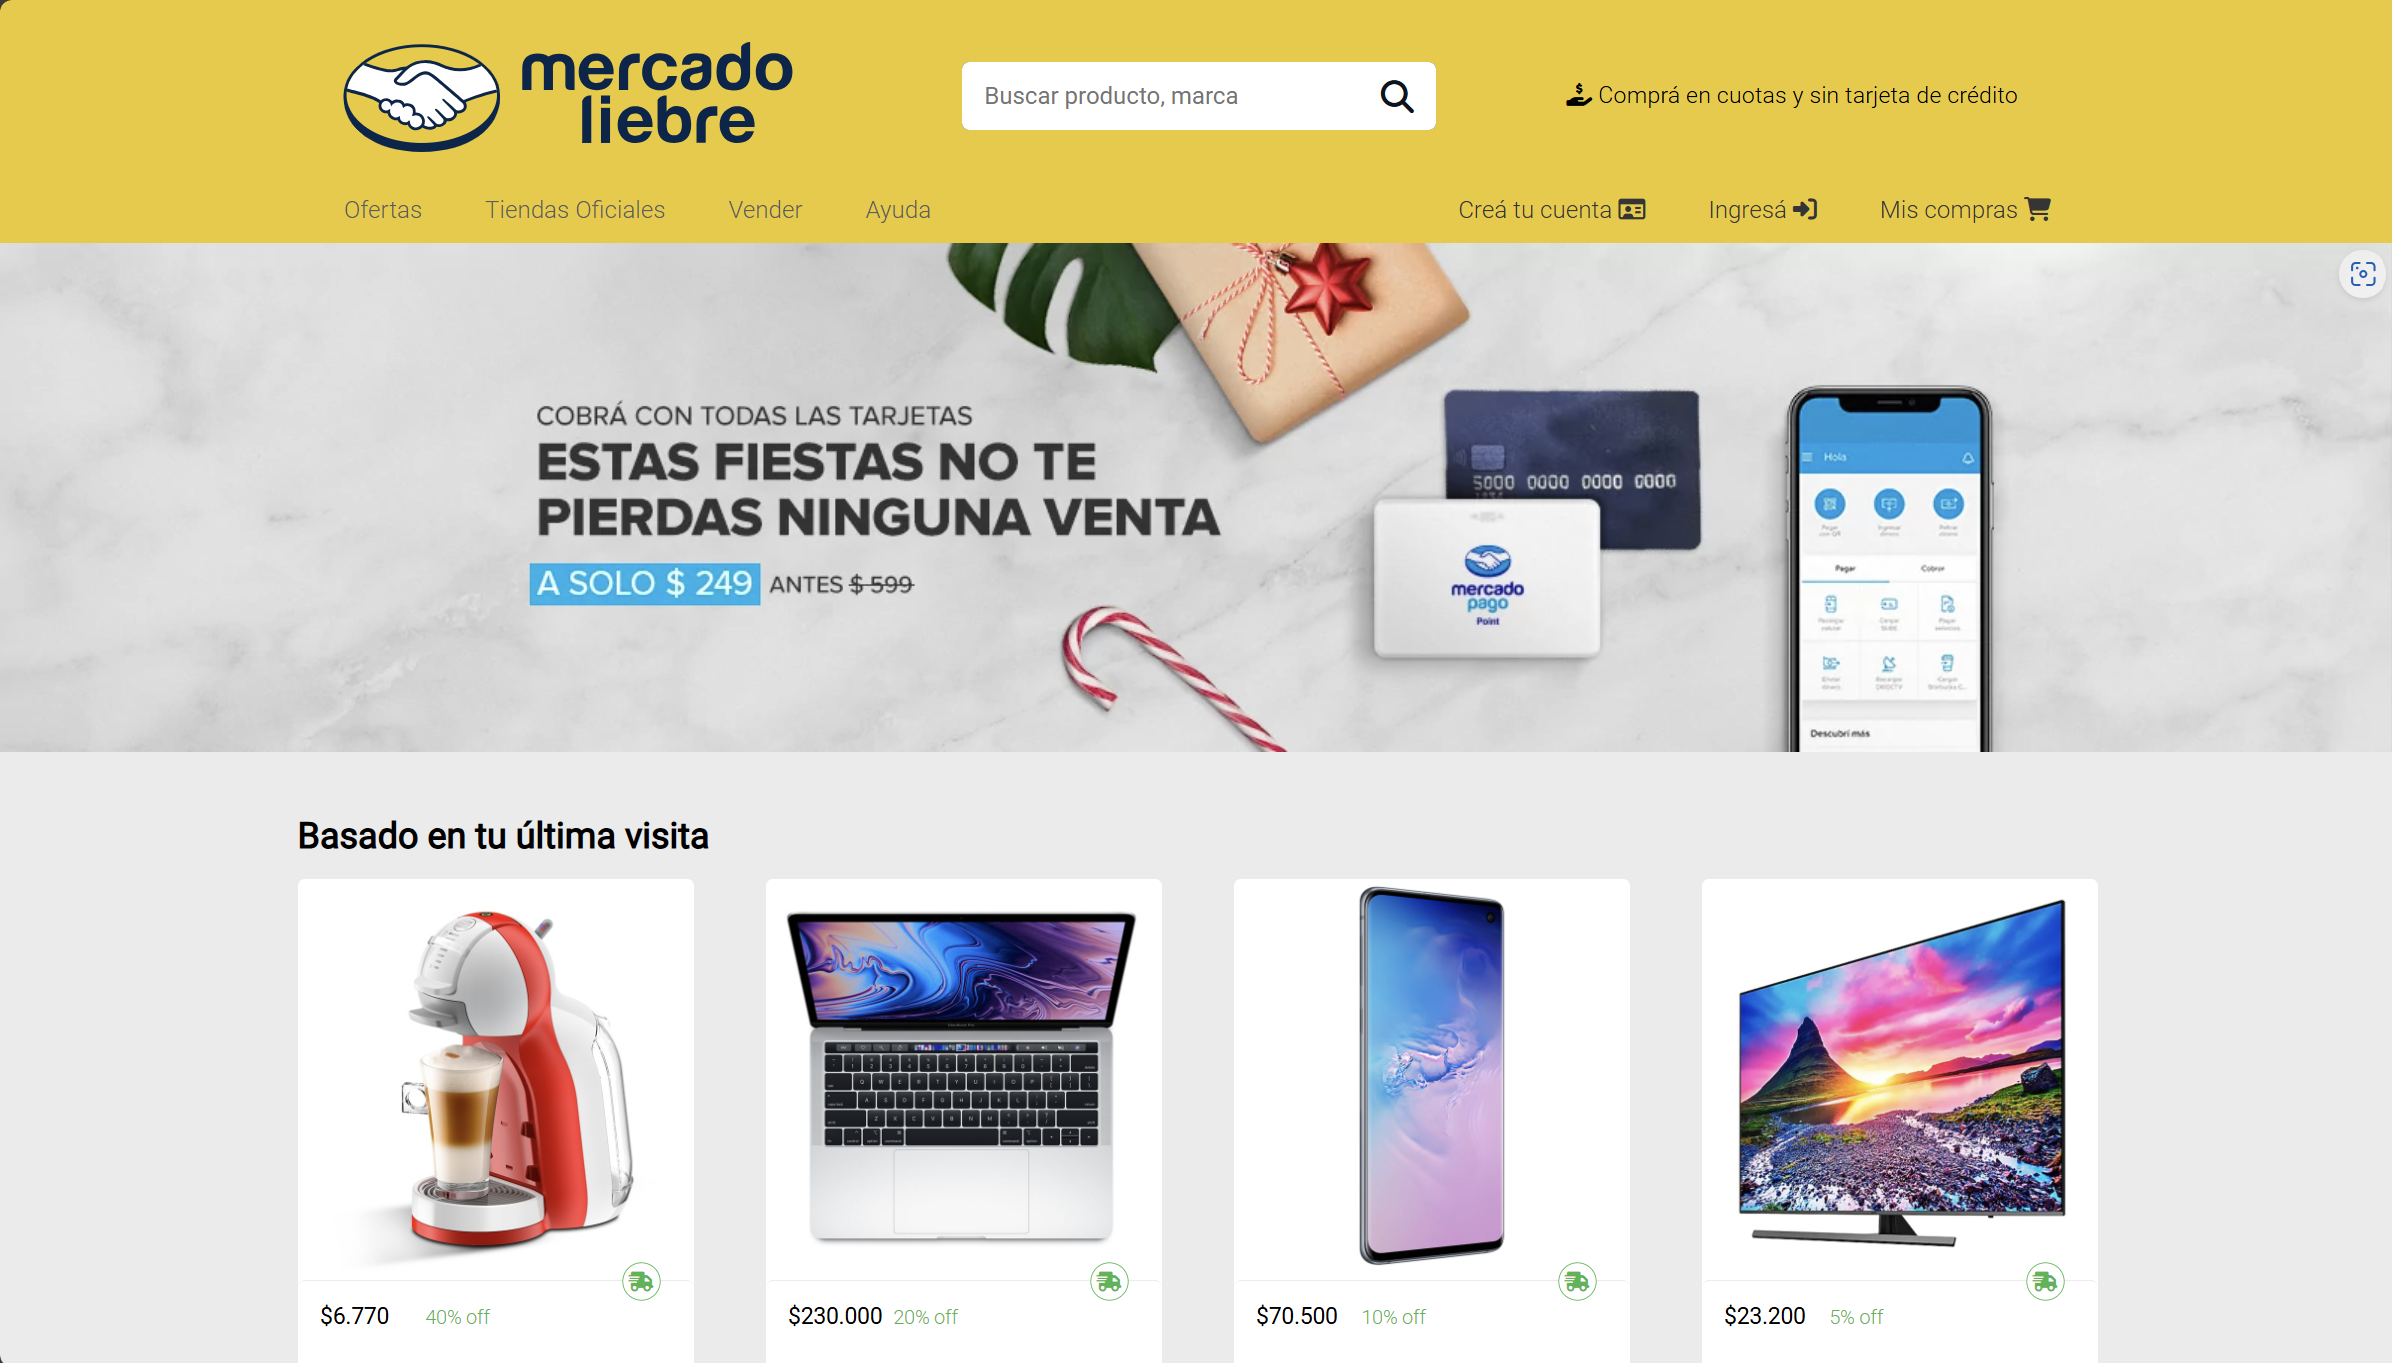 mercado
liebre
Buscar producto, marca
Comprá en cuotas y sin tarjeta de crédito
Ofertas
Tiendas Oficiales
Vender
Ayuda
Creá tu cuenta
Ingresá
Mis compras
COBRÁ CON TODAS LAS TARJETAS
ESTAS FIESTAS NO TE
PIERDAS NINGUNA VENTA
A SOLO $ 249 ANTES $ 599
5000 0000 0000 0000
mercado
pago
Point
Hola
Pagar
Cobrar
Descubrí más
Basado en tu última visita
$6.770 40% off
$230.000 20% off
$70.500 10% off
$23.200 5% off